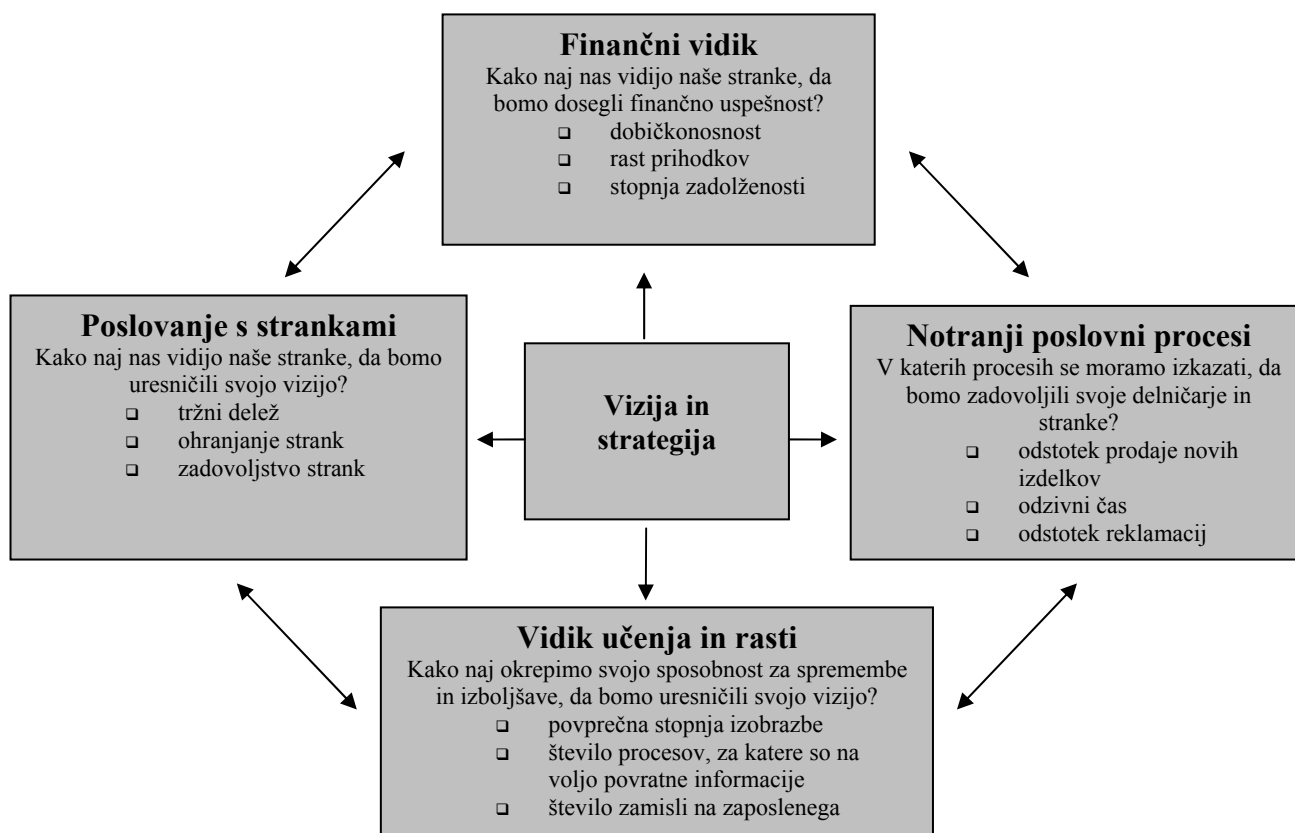 Finančni vidik
Kako naj nas vidijo naše stranke, da
bomo dosegli finančno uspešnost?
❑ dobičkonosnost
❑ rast prihodkov
❑ stopnja zadolženosti
Poslovanje s strankami
Kako naj nas vidijo naše stranke, da bomo
uresničili svojo vizijo?
❑ tržni delež
❑ ohranjanje strank
❑ zadovoljstvo strank
Vizija in
strategija
Notranji poslovni procesi
V katerih procesih se moramo izkazati, da
bomo zadovoljili svoje delničarje in
stranke?
❑ odstotek prodaje novih
izdelkov
❑ odzivni čas
❑ odstotek reklamacij
Vidik učenja in rasti
Kako naj okrepimo svojo sposobnost za spremembe
in izboljšave, da bomo uresničili svojo vizijo?
❑ povprečna stopnja izobrazbe
❑ število procesov, za katere so na
voljo povratne informacije
❑ število zamisli na zaposlenega